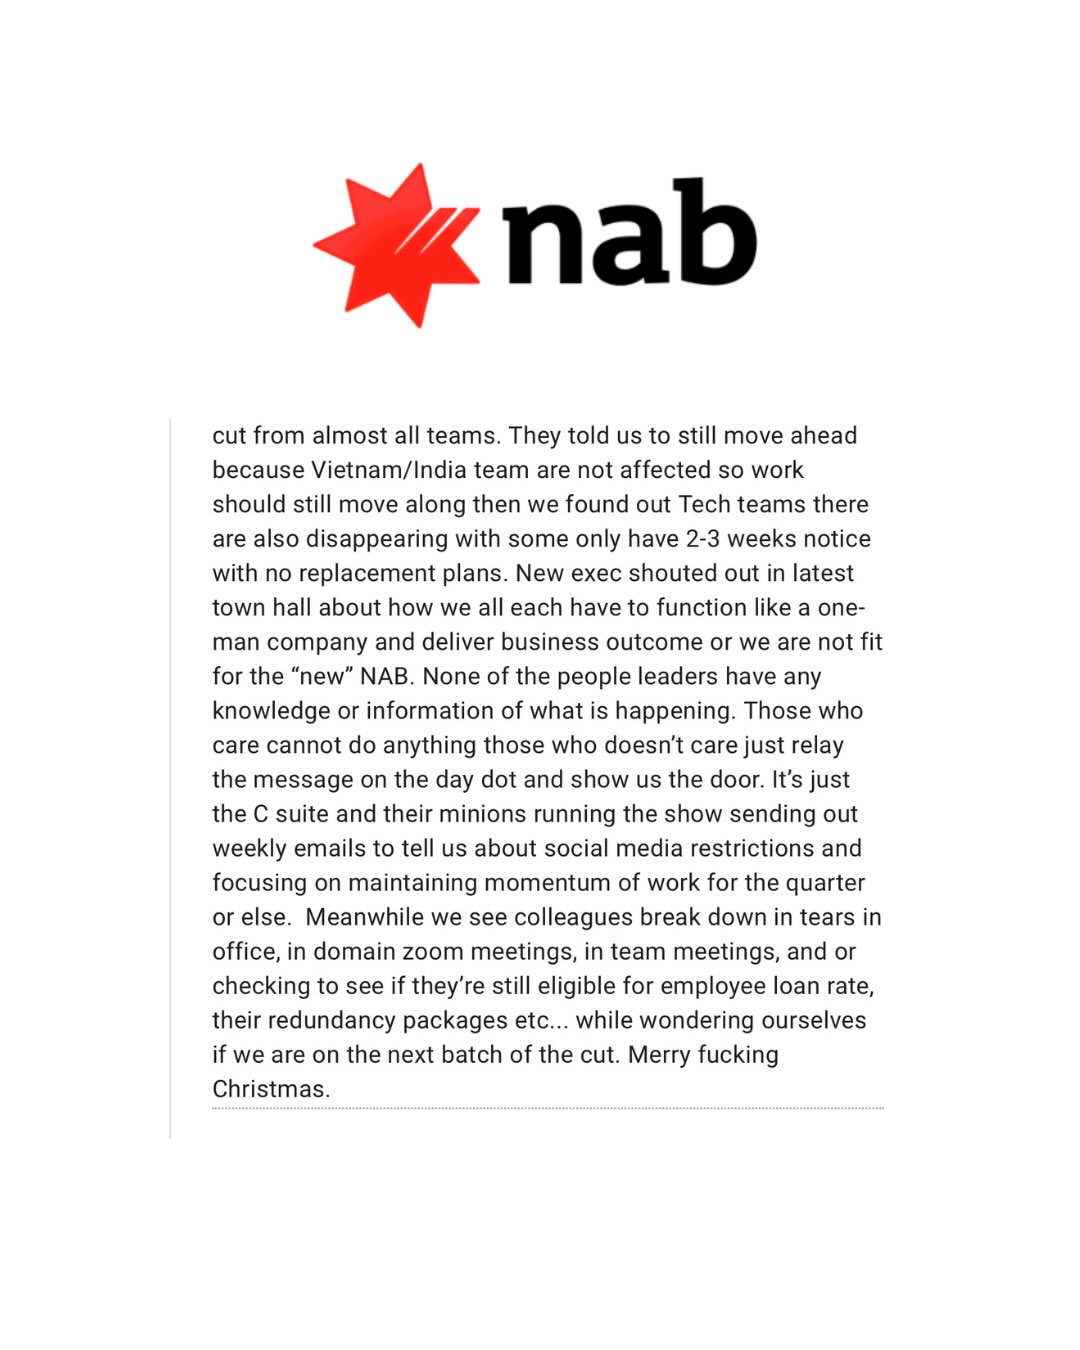 nab
cut from almost all teams. They told us to still move ahead
because Vietnam/India team are not affected so work
should still move along then we found out Tech teams there
are also disappearing with some only have 2-3 weeks notice
with no replacement plans. New exec shouted out in latest
town hall about how we all each have to function like a one-
man company and deliver business outcome or we are not fit
for the “new” NAB. None of the people leaders have any
knowledge or information of what is happening. Those who
care cannot do anything those who doesn’t care just relay
the message on the day dot and show us the door. It’s just
the C suite and their minions running the show sending out
weekly emails to tell us about social media restrictions and
focusing on maintaining momentum of work for the quarter
or else.  Meanwhile we see colleagues break down in tears in
office, in domain zoom meetings, in team meetings, and or
checking to see if they’re still eligible for employee loan rate,
their redundancy packages etc... while wondering ourselves
if we are on the next batch of the cut. Merry fucking
Christmas.